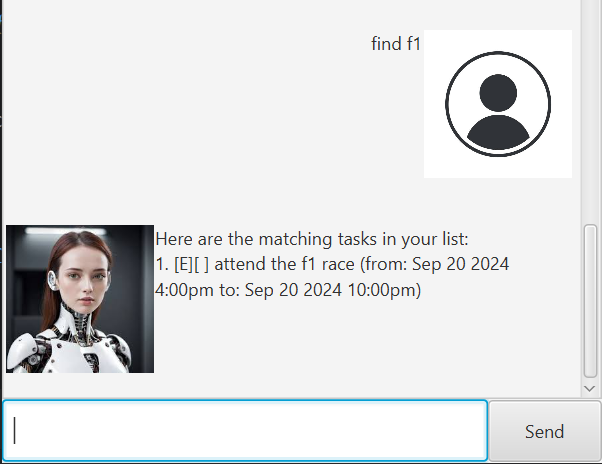 find f1
Here are the matching tasks in your list:
1. [E][ ] attend the f1 race (from: Sep 20 2024
4:00pm to: Sep 20 2024 10:00pm)
Send